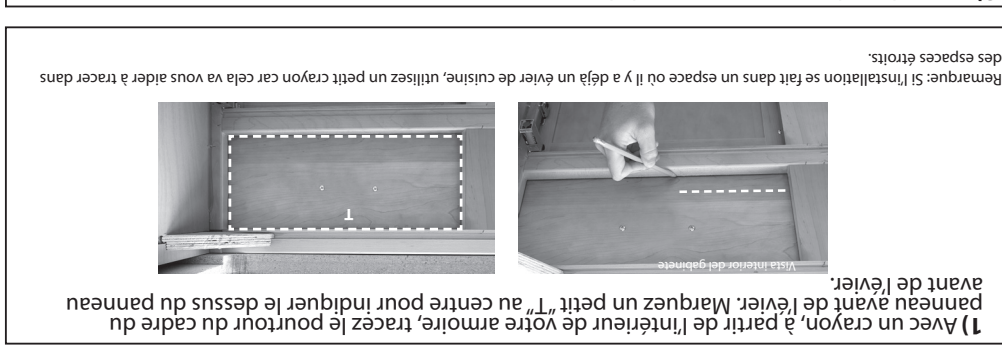 1) Avec un crayon, à partir de l'intérieur de votre armoire, tracez le pourtour du cadre du
panneau avant de l'évier. Marquez un petit "T" au centre pour indiquer le dessus du panneau
avant de l'évier.
Vista interior del gabinete
T
Remarque: Si l'installation se fait dans un espace où il y a déjà un évier de cuisine, utilisez un petit crayon car cela va vous aider à tracer dans
des espaces étroits.